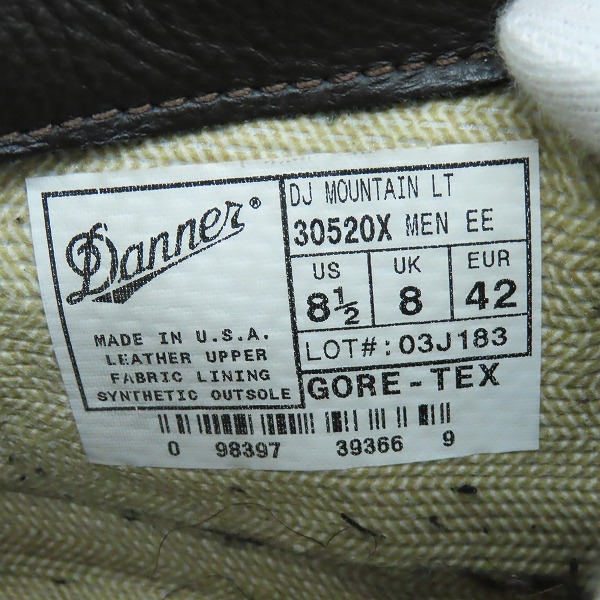 Danner®
MADE IN U.S.A.
LEATHER UPPER
FABRIC LINING
SYNTHETIC OUTSOLE
DJ MOUNTAIN LT
30520X MEN EE
US UK EUR
8½ 8 42
LOT#: 03J183
GORE-TEX
0 98397 39366 9